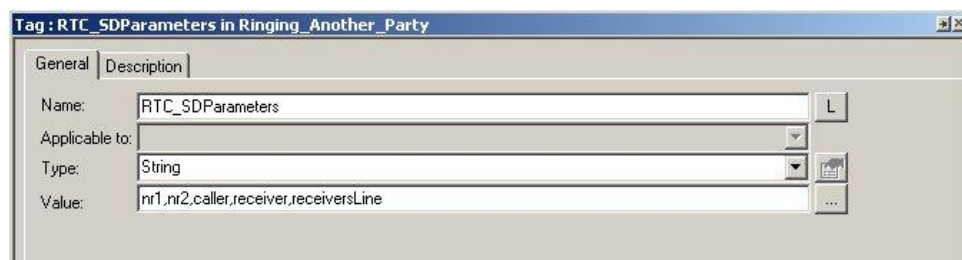 Tag : RTC_SDParameters in Ringing_Another_Party
General Description
Name: RTC_SDParameters L
Applicable to:
Type: String
Value: nr1,nr2,caller,receiver,receiversLine ...